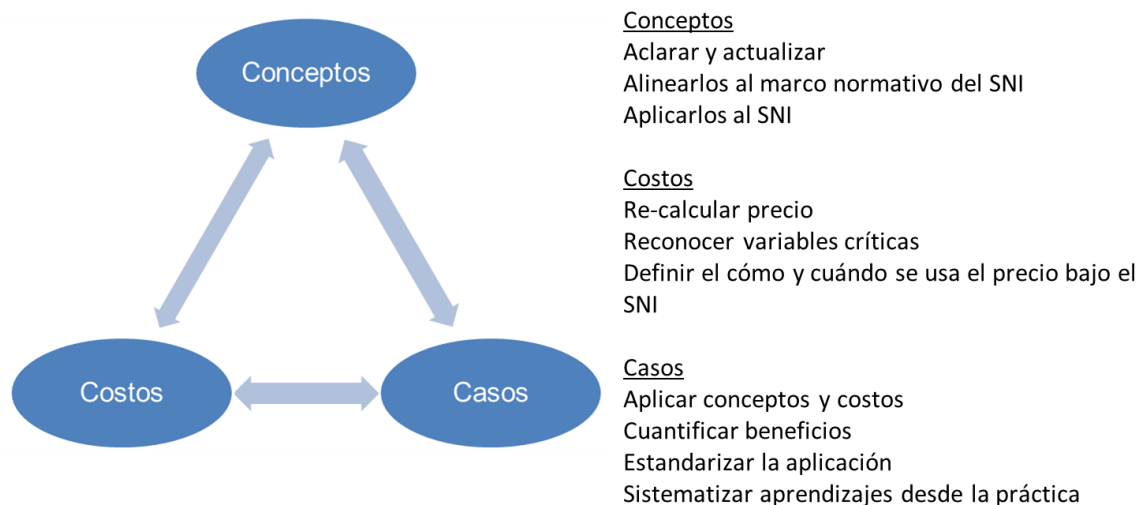 Conceptos
Costos
Casos
Conceptos
Aclarar y actualizar
Alinearlos al marco normativo del SNI
Aplicarlos al SNI
Costos
Re-calcular precio
Reconocer variables críticas
Definir el cómo y cuándo se usa el precio bajo el
SNI
Casos
Aplicar conceptos y costos
Cuantificar beneficios
Estandarizar la aplicación
Sistematizar aprendizajes desde la práctica